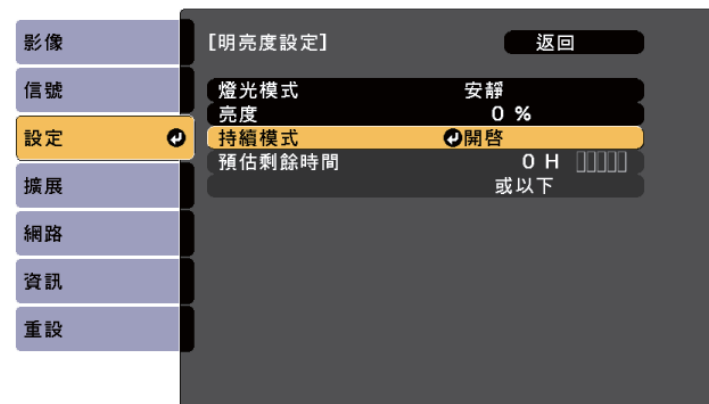 影像
信號
設定
擴展
網路
資訊
重設
[明亮度設定] 返回
燈光模式 安靜
亮度 0 %
持續模式 開啓
預估剩餘時間 0 H
或以下